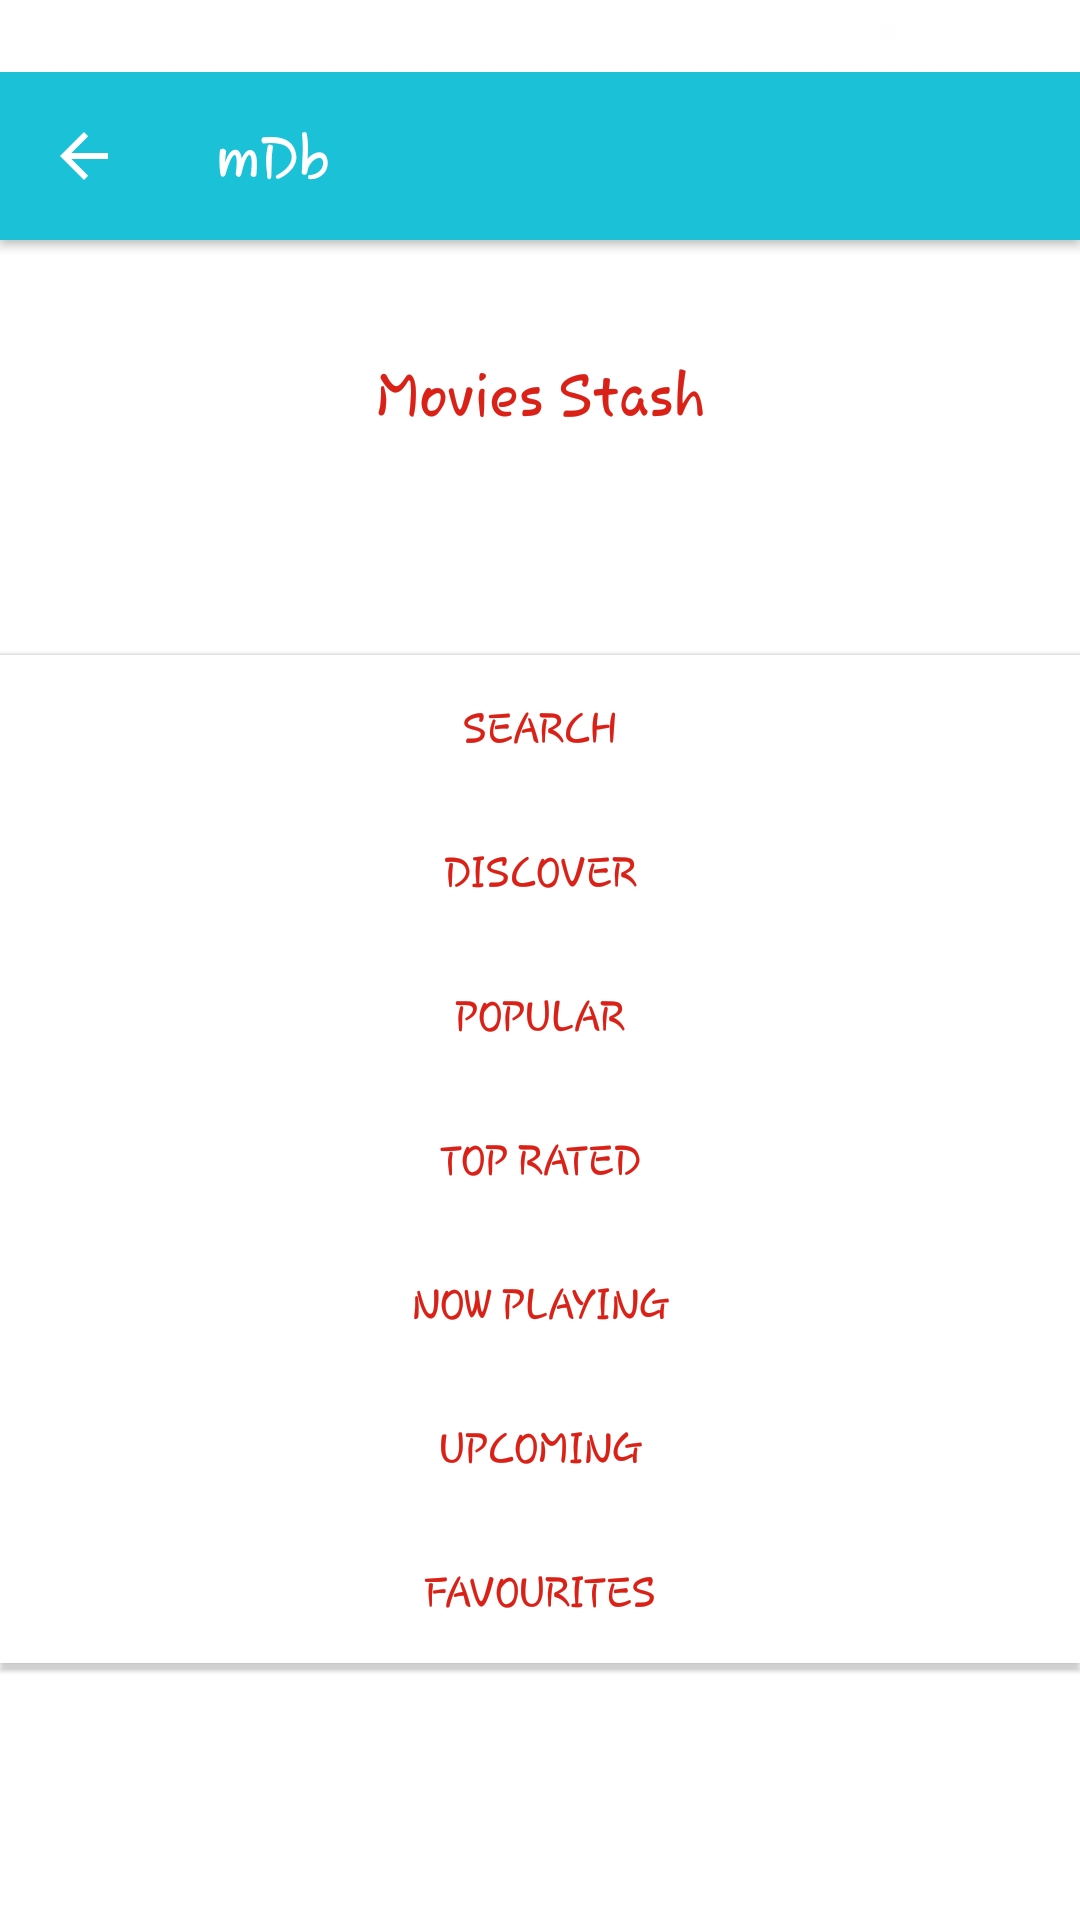 mDb
Movies Stash
SEARCH
DISCOVER
POPULAR
TOP RATED
NOW PLAYING
UPCOMING
FAVOURITES